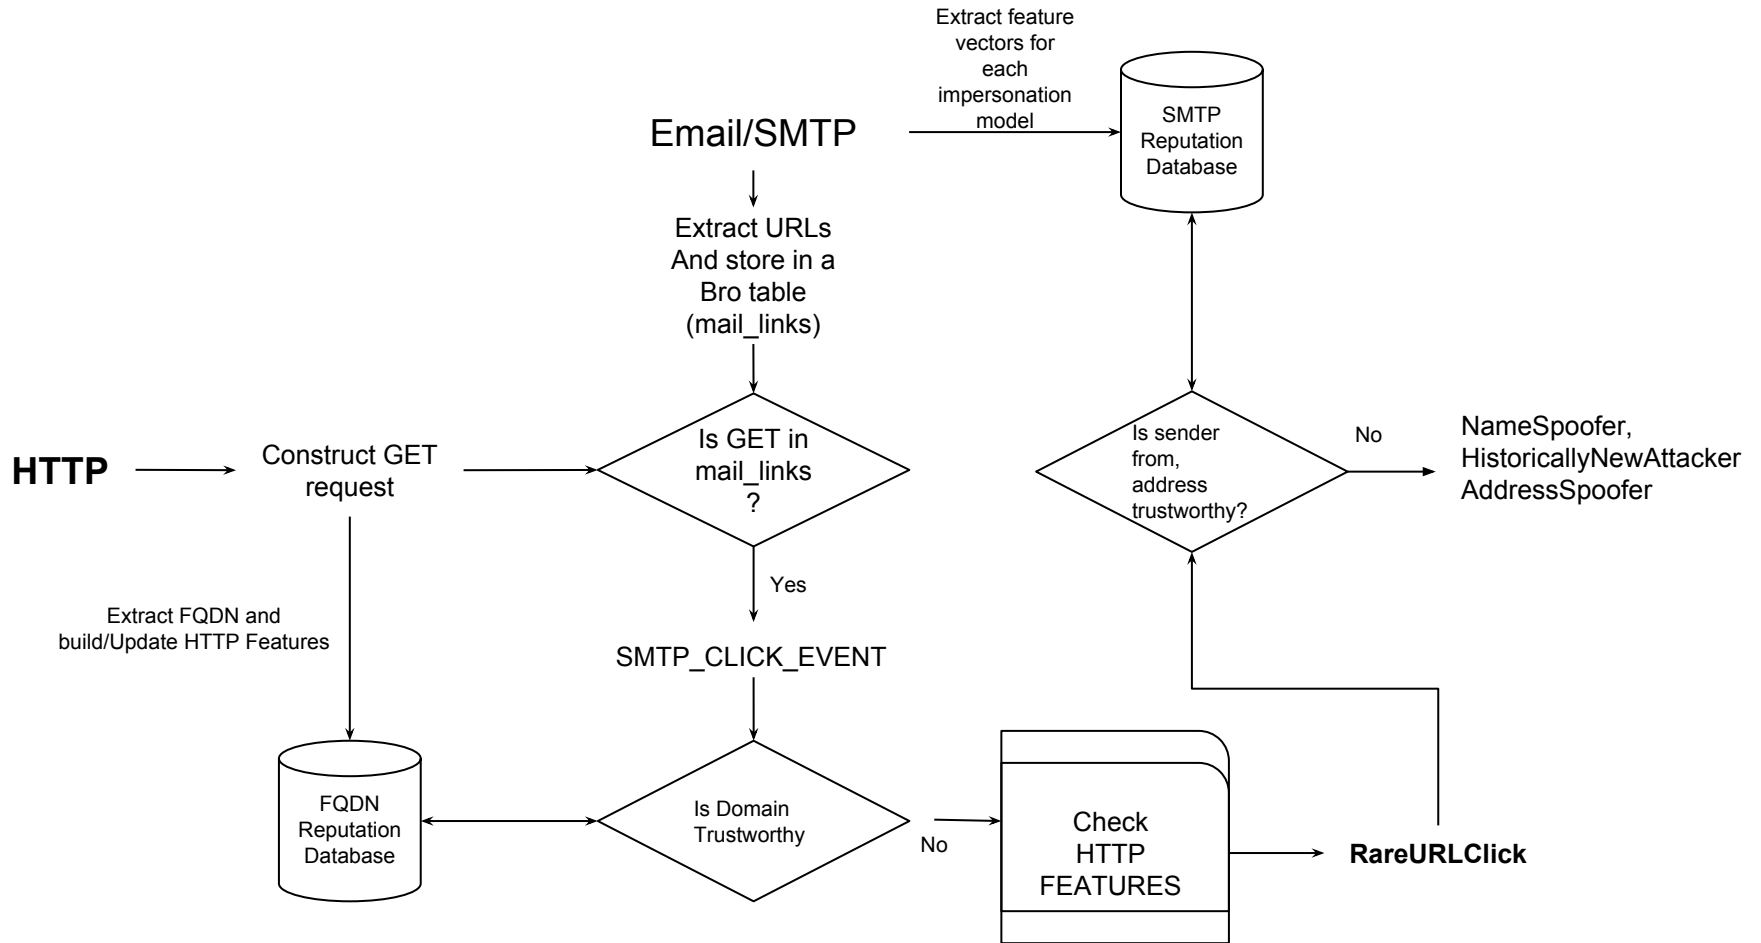 Extract feature
vectors for
each
impersonation
model
SMTP
Reputation
Database
Email/SMTP
Extract URLs
And store in a
Bro table
(mail_links)
HTTP
Construct GET
request
Is GET in
mail_links
?
Is sender
from,
address
trustworthy?
No
NameSpoofer,
HistoricallyNewAttacker
AddressSpoofer
Yes
Extract FQDN and
build/Update HTTP Features
SMTP_CLICK_EVENT
FQDN
Reputation
Database
Is Domain
Trustworthy
No
Check
HTTP
FEATURES
RareURLClick